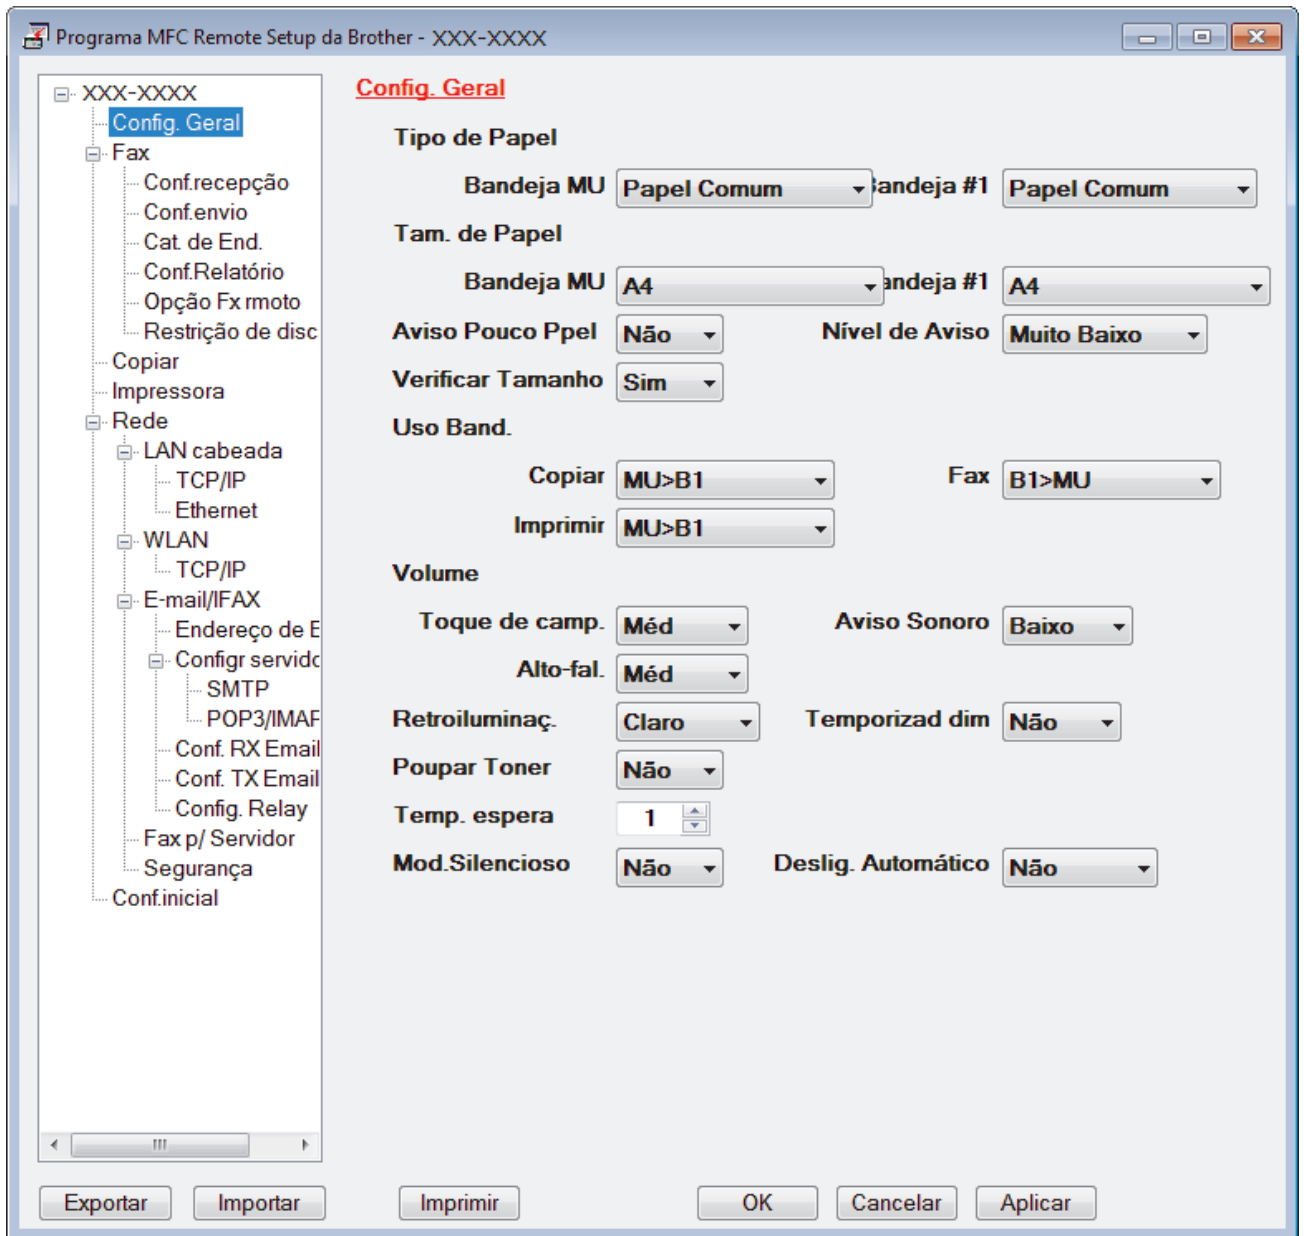 Programa MFC Remote Setup da Brother - XXX-XXXX
XXX-XXXX
Config. Geral
Fax
Conf.recepção
Conf.envio
Cat. de End.
Conf.Relatório
Opção Fx rmoto
Restrição de disc
Copiar
Impressora
Rede
LAN cabeada
TCP/IP
Ethernet
WLAN
TCP/IP
E-mail/IFAX
Endereço de E
Configr servido
SMTP
POP3/IMAF
Conf. RX Email
Conf. TX Email
Config. Relay
Fax p/ Servidor
Segurança
Conf.inicial
Config. Geral
Tipo de Papel
Bandeja MU Papel Comum Bandeja #1 Papel Comum
Tam. de Papel
Bandeja MU A4 andeja #1 A4
Aviso Pouco Ppel Não Nível de Aviso Muito Baixo
Verificar Tamanho Sim
Uso Band.
Copiar MU>B1 Fax B1>MU
Imprimir MU>B1
Volume
Toque de camp. Méd Aviso Sonoro Baixo
Alto-fal. Méd
Retroiluminaç. Claro Temporizad dim Não
Poupar Toner Não
Temp. espera 1
Mod.Silencioso Não Deslig. Automático Não
Exportar Importar Imprimir OK Cancelar Aplicar